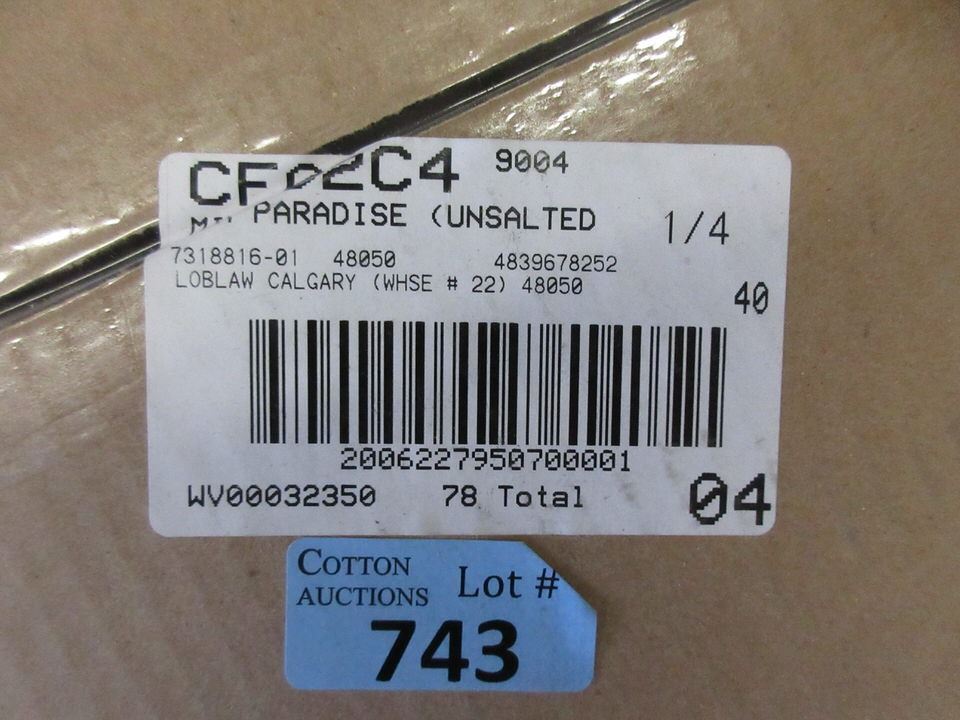 CF02C4 9004
PARADISE (UNSALTED 1/4
7318816-01 48050 4839678252
LOBLAW CALGARY (WHSE # 22) 48050
40
2006227950700001
WV00032350 78 Total 04
COTTON AUCTIONS Lot #
743